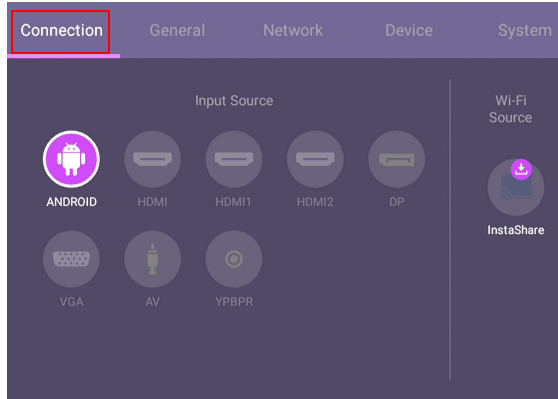 Connection General Network Device System
Input Source
Wi-Fi
Source
ANDROID HDMI HDMI1 HDMI2 DP
InstaShare
VGA AV YPBPR